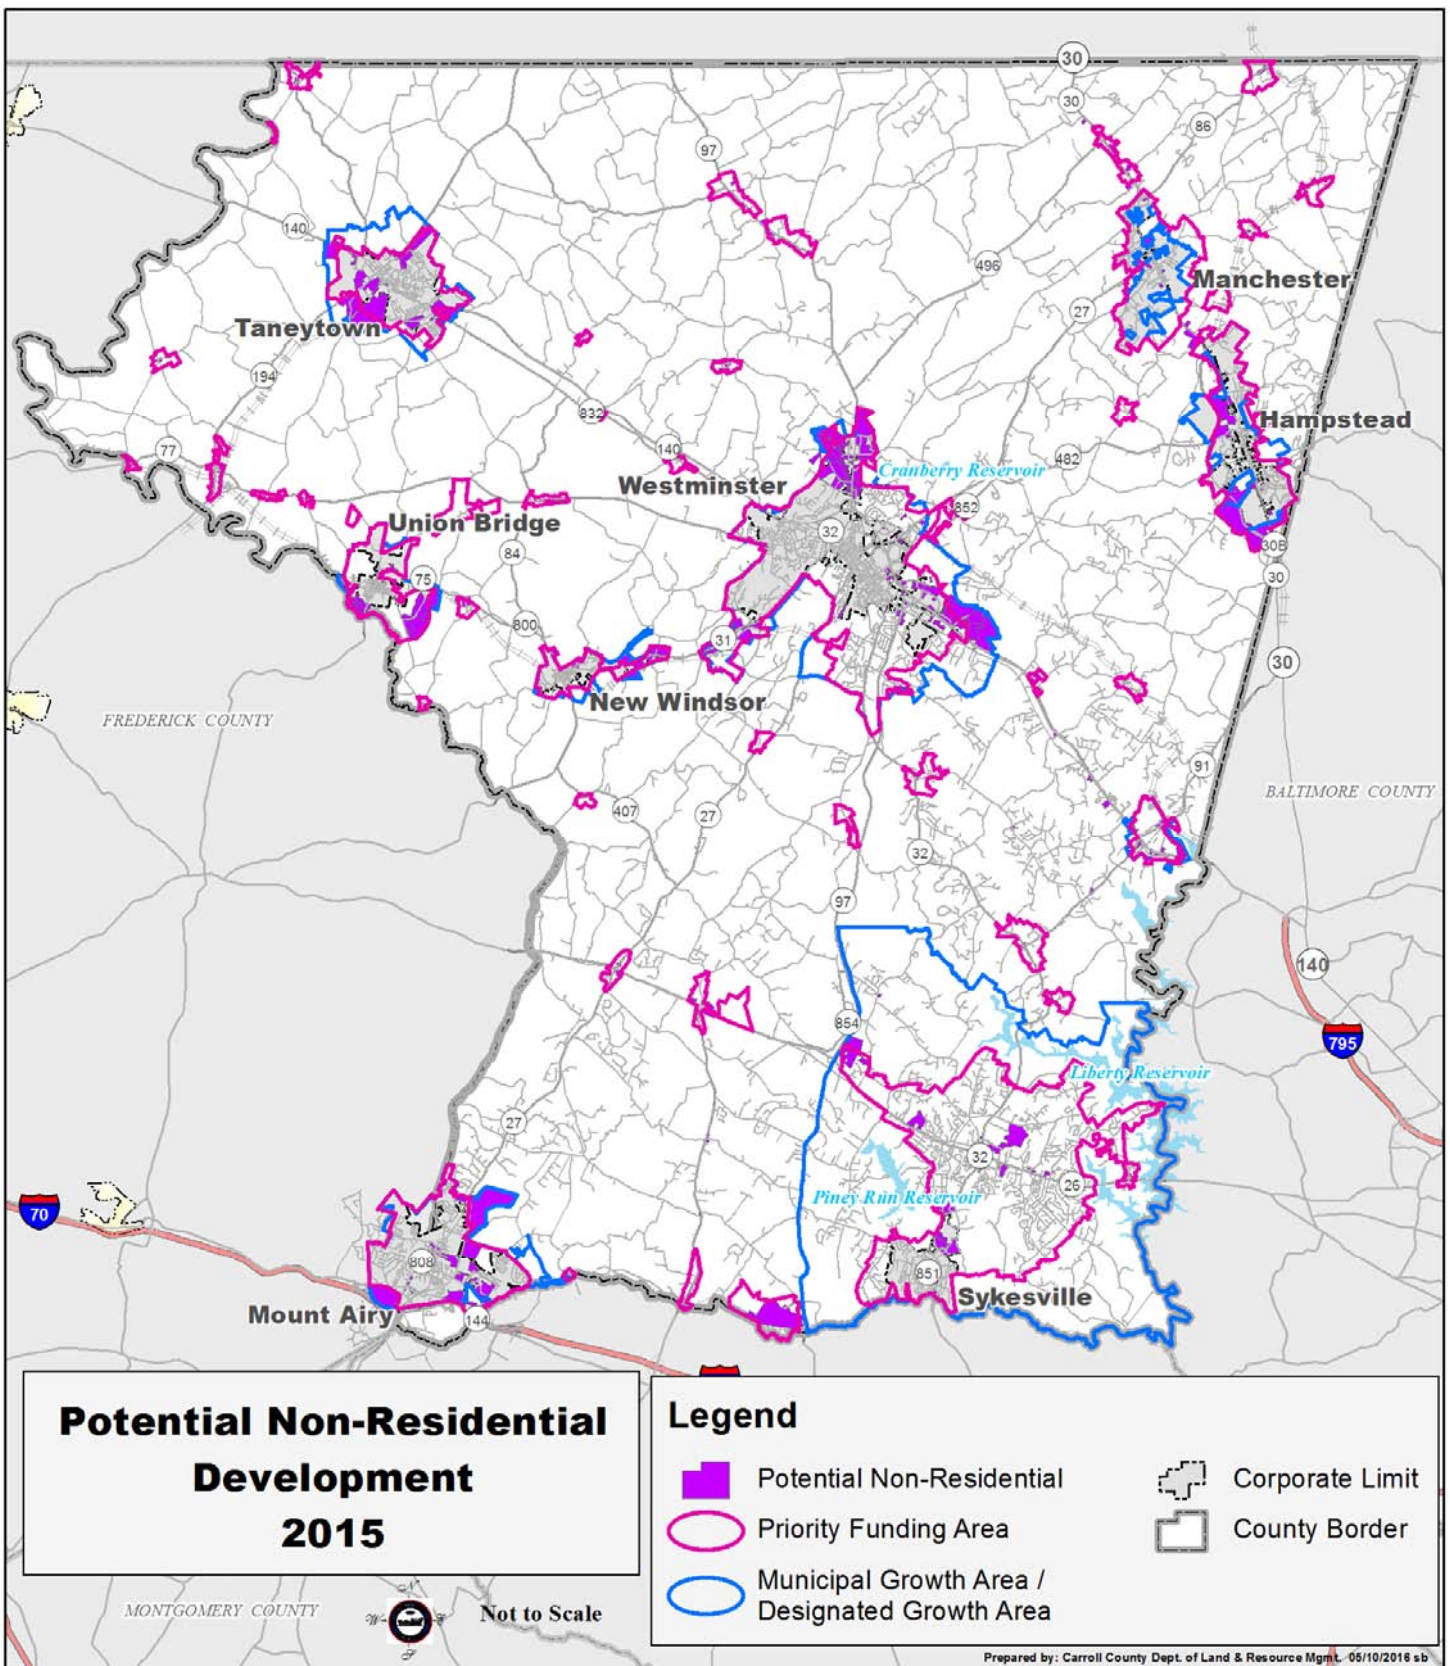 30
30
86
97
140
496
Manchester
27
Taneytown
194
832
Hampstead
77
140
482
Cranberry Reservoir
Westminster
852
Union Bridge
32
30B
84
75
30
800
31
30
New Windsor
FREDERICK COUNTY
91
BALTIMORE COUNTY
407
27
32
97
140
854
795
Liberty Reservoir
27
32
26
Piney Run Reservoir
70
808
851
Sykesville
Mount Airy
144
Potential Non-Residential
Development
2015
Legend
Potential Non-Residential
Corporate Limit
Priority Funding Area
County Border
Municipal Growth Area /
Designated Growth Area
MONTGOMERY COUNTY
N
W
E
S
Not to Scale
Prepared by: Carroll County Dept. of Land & Resource Mgmt. 05/10/2016 sb